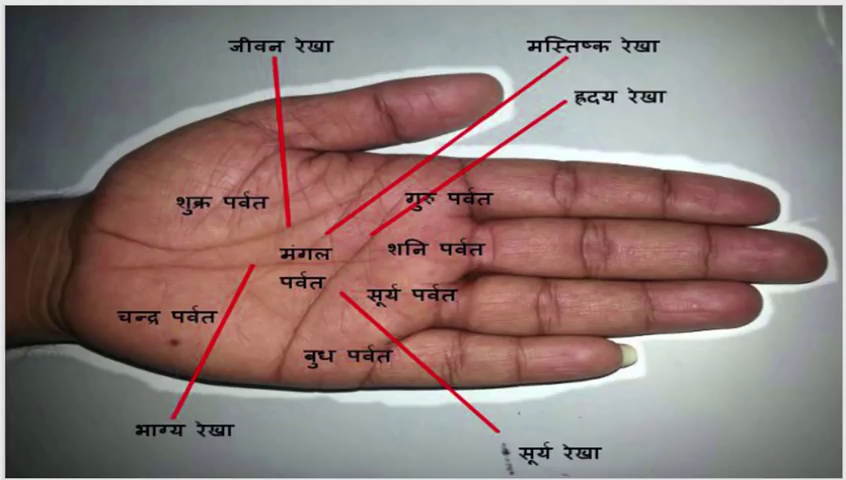 जीवन रेखा
मस्तिष्क रेखा
ह्रदय रेखा
शुक्र पर्वत
गुरु पर्वत
मंगल
पर्वत
शनि पर्वत
सूर्य पर्वत
चन्द्र पर्वत
बुध पर्वत
भाग्य रेखा
सूर्य रेखा